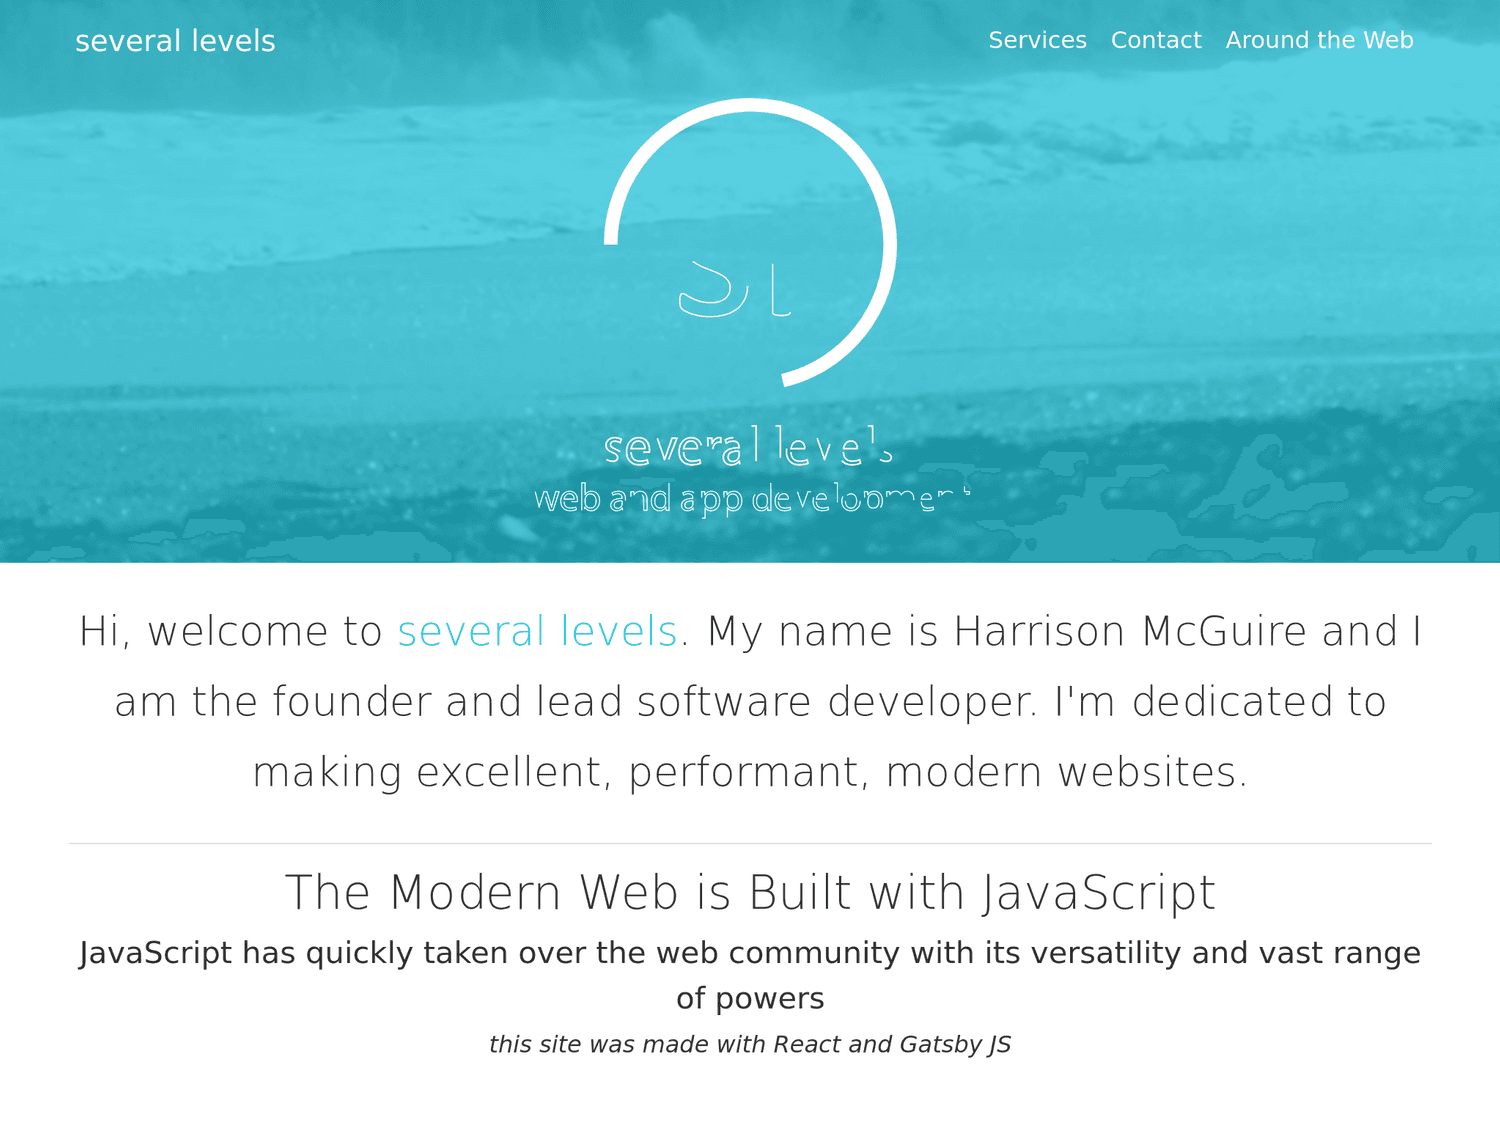 several levels
Services Contact Around the Web
sl
several levels
web and app development
Hi, welcome to several levels. My name is Harrison McGuire and I
am the founder and lead software developer. I'm dedicated to
making excellent, performant, modern websites.
The Modern Web is Built with JavaScript
JavaScript has quickly taken over the web community with its versatility and vast range
of powers
this site was made with React and Gatsby JS